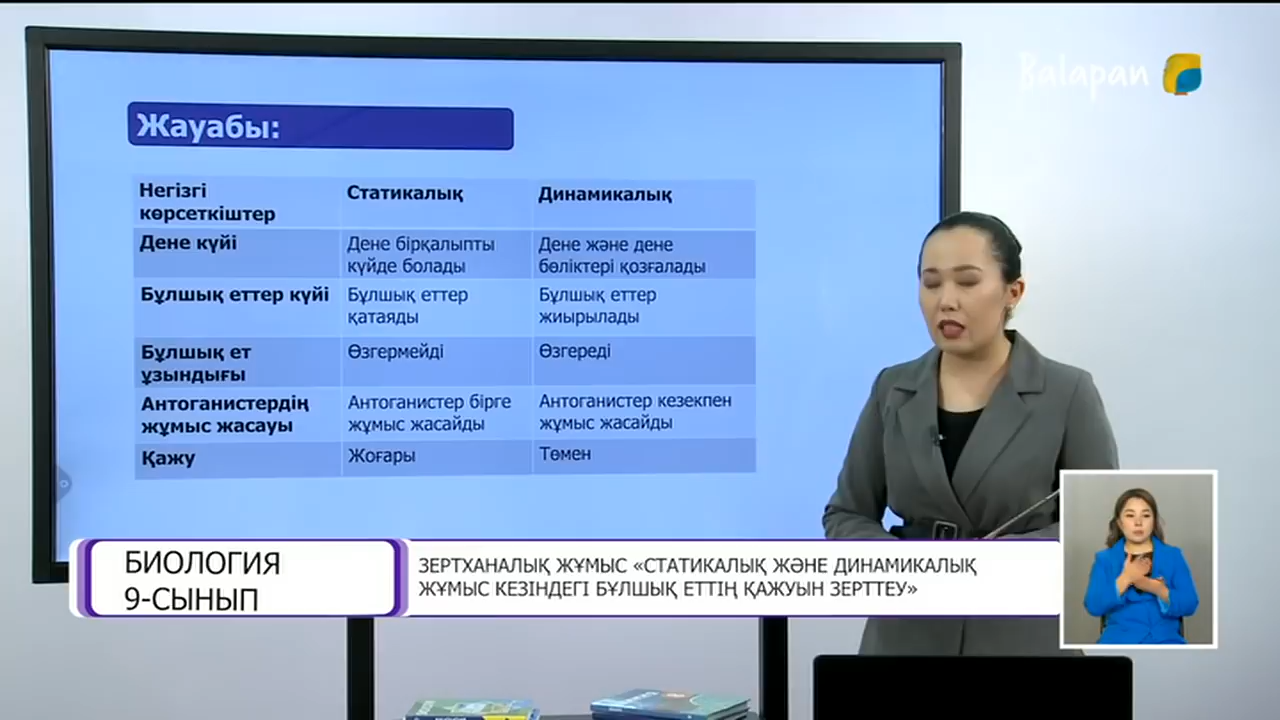 Balapan
Жауабы:
Негізгі көрсеткіштер
Статикалық
Динамикалық
Дене күйі
Дене бірқалыпты күйде болады
Дене және дене бөліктері қозғалады
Бұлшық еттер күйі
Бұлшық еттер қатаяды
Бұлшық еттер жиырылады
Бұлшық ет ұзындығы
Өзгермейді
Өзгереді
Антоганистердің жұмыс жасауы
Антоганистер бірге жұмыс жасайды
Антоганистер кезекпен жұмыс жасайды
Қажу
Жоғары
Төмен
БИОЛОГИЯ
9-СЫНЫП
ЗЕРТХАНАЛЫҚ ЖҰМЫС «СТАТИКАЛЫҚ ЖӘНЕ ДИНАМИКАЛЫҚ
ЖҰМЫС КЕЗІНДЕГІ БҰЛШЫҚ ЕТТІҢ ҚАЖУЫН ЗЕРТТЕУ»